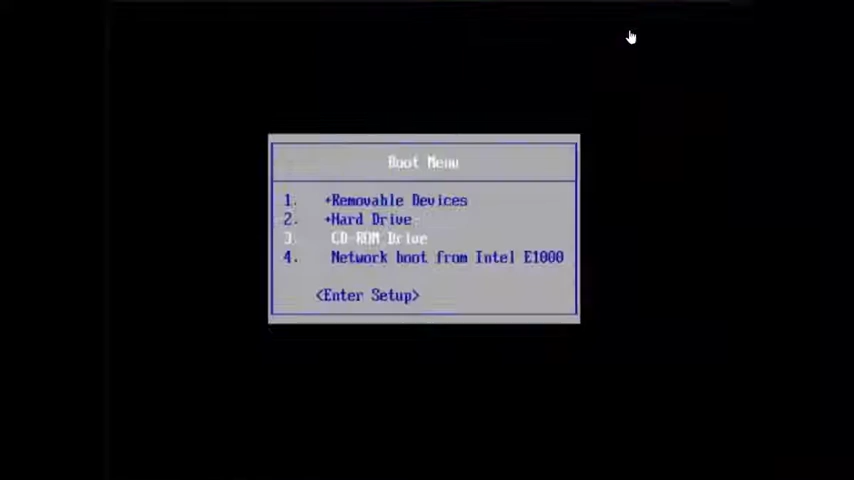 Boot Menu
1. +Removable Devices
2. +Hard Drive
3. CD-ROM Drive
4. Network boot from Intel E1000
<Enter Setup>